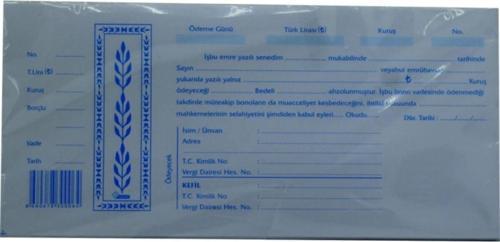 No.
T.Lira (₺)
Kuruş
Borçlu
Vade
Tarih
Ödeme Günü Türk Lirası (₺) Kuruş No.
İşbu emre yazılı senedim mukabilinde tarihinde
Sayın veyahut emrühavalesine
yukarıda yazılı yalnız ₺ Kuruş
ödeyeceğim Bedeli ahzolunmuştur. İşbu bono vadesinde ödenmediği
takdirde müteakip bonoların da muacceliyet kesbedeceğini, ihtilaf vukuunda
mahkemelerinin selahiyetini şimdiden kabul eyleri Düz. Tarihi : / /
Ödeyecek
İsim / Ünvan :
Adres :
T.C. Kimlik No :
Vergi Dairesi Hes. No. :
KEFİL
T.C. Kimlik No :
Vergi Dairesi Hes. No. :